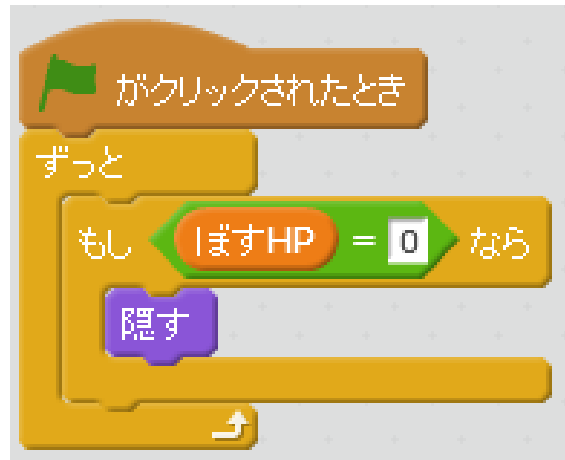 がクリックされたとき
ずっと
もし ぼすHP = 0 なら
隠す